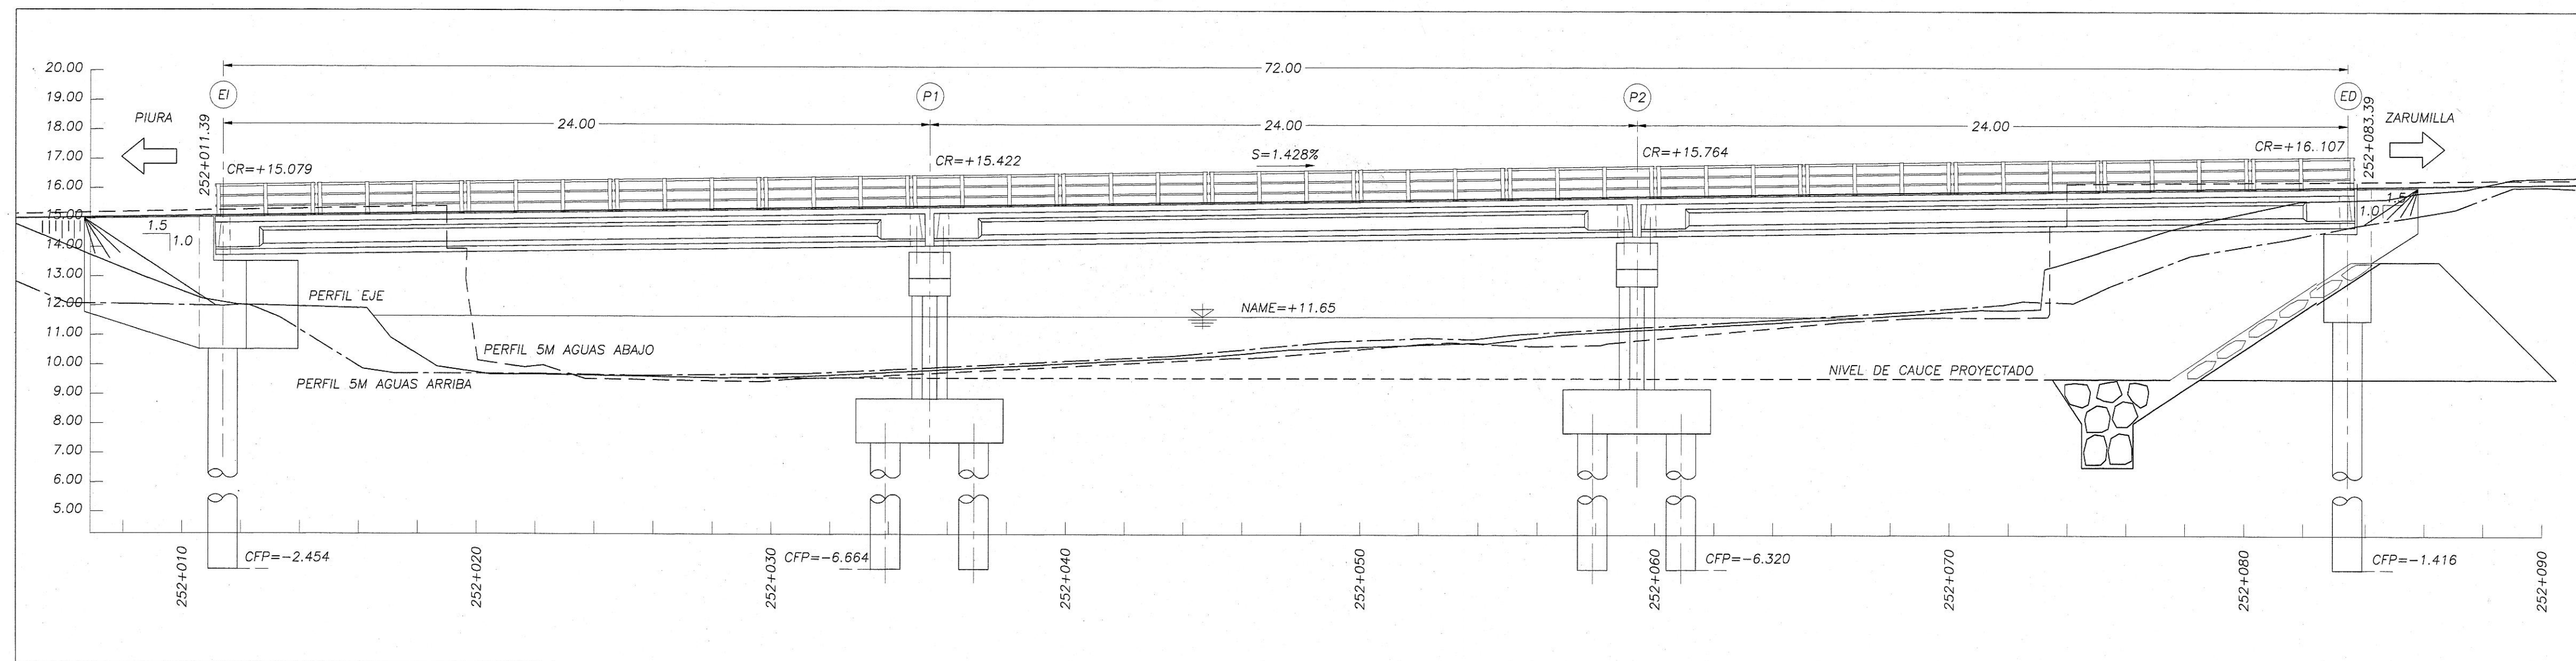 20.00
19.00
18.00
17.00
16.00
15.00
14.00
13.00
12.00
11.00
10.00
9.00
8.00
7.00
6.00
5.00
72.00
EI
P1
P2
ED
24.00
24.00
24.00
PIURA
ZARUMILLA
252+011.39
252+083.39
CR=+15.079
CR=+15.422
S=1.428%
CR=+15.764
CR=+16..107
1.5
1.0
1.5
1.0
PERFIL EJE
NAME=+11.65
PERFIL 5M AGUAS ABAJO
PERFIL 5M AGUAS ARRIBA
NIVEL DE CAUCE PROYECTADO
CFP=-2.454
CFP=-6.664
CFP=-6.320
CFP=-1.416
252+010
252+020
252+030
252+040
252+050
252+060
252+070
252+080
252+090